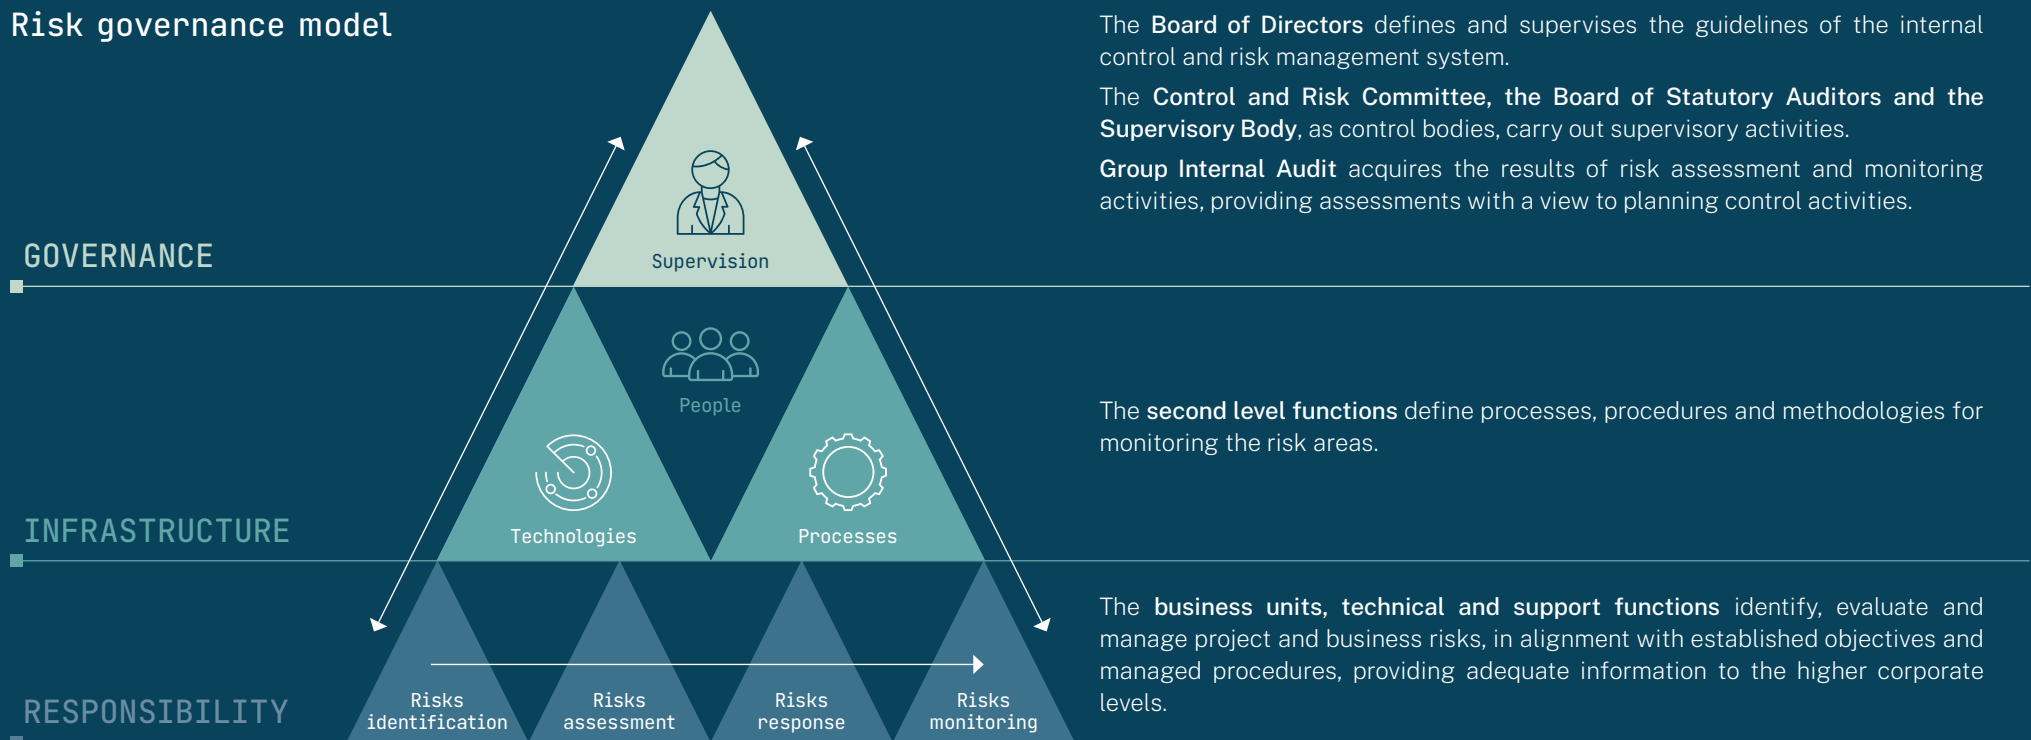 Risk governance model
The Board of Directors defines and supervises the guidelines of the internal
control and risk management system.
The Control and Risk Committee, the Board of Statutory Auditors and the
Supervisory Body, as control bodies, carry out supervisory activities.
Group Internal Audit acquires the results of risk assessment and monitoring
activities, providing assessments with a view to planning control activities.
GOVERNANCE
Supervision
People
The second level functions define processes, procedures and methodologies for
monitoring the risk areas.
INFRASTRUCTURE
Technologies
Processes
The business units, technical and support functions identify, evaluate and
manage project and business risks, in alignment with established objectives and
managed procedures, providing adequate information to the higher corporate
levels.
RESPONSIBILITY
Risks
identification
Risks
assessment
Risks
response
Risks
monitoring